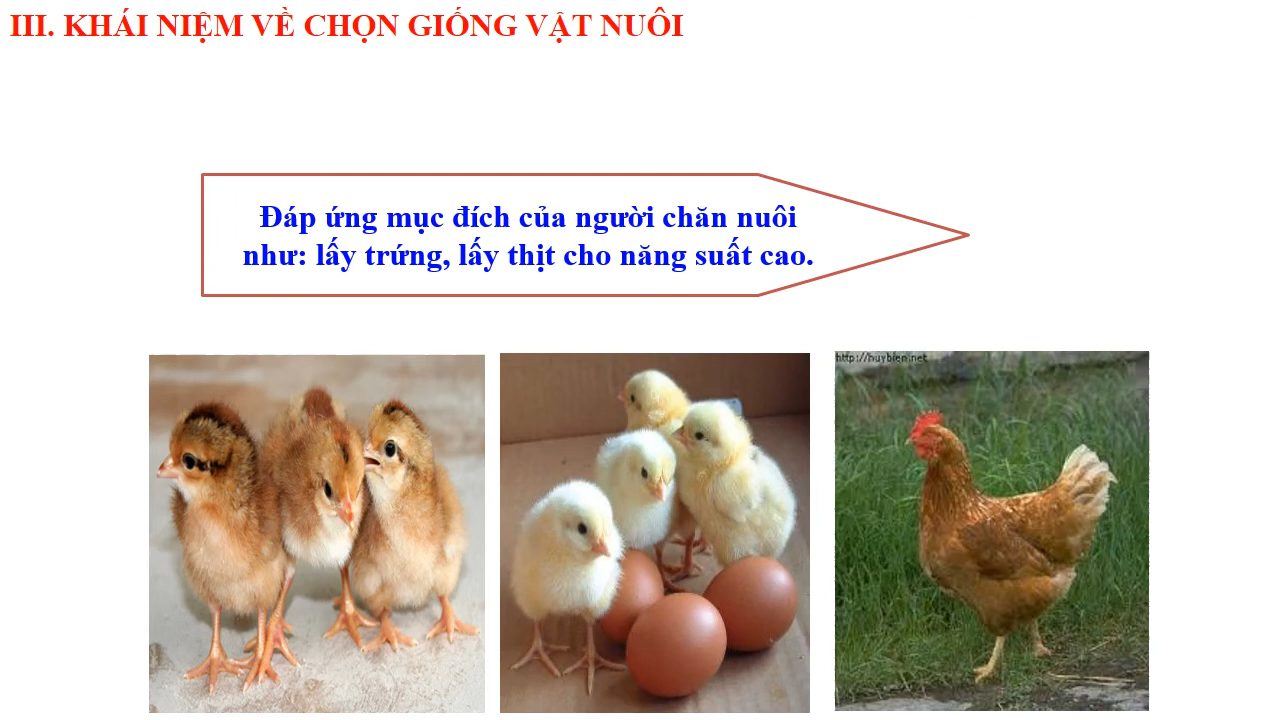 III. KHÁI NIỆM VỀ CHỌN GIỐNG VẬT NUÔI
Đáp ứng mục đích của người chăn nuôi
như: lấy trứng, lấy thịt cho năng suất cao.
http://huybien.net